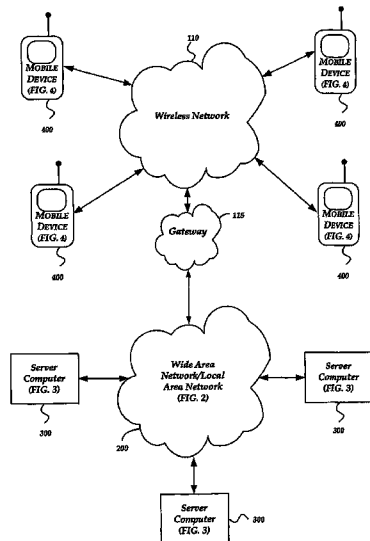 110
MOBILE
DEVICE
(FIG. 4)
400
MOBILE
DEVICE
(FIG. 4)
400
Wireless Network
MOBILE
DEVICE
(FIG. 4)
400
MOBILE
DEVICE
(FIG. 4)
400
115
Gateway
Server
Computer
(FIG. 3)
300
Wide Area
Network/Local
Area Network
(FIG. 2)
200
Server
Computer
(FIG. 3)
300
Server
Computer
(FIG. 3)
300